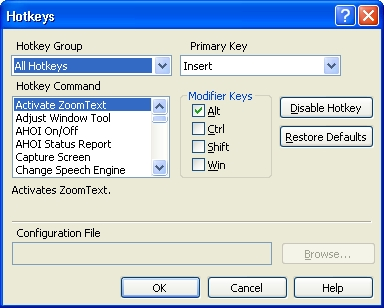 Hotkeys
Hotkey Group
Primary Key
All Hotkeys
Insert
Hotkey Command
Activate ZoomText
Adjust Window Tool
AHOI On/Off
AHOI Status Report
Capture Screen
Change Speech Engine
Modifier Keys
Alt
Ctrl
Shift
Win
Disable Hotkey
Restore Defaults
Activates ZoomText.
Configuration File
Browse...
OK
Cancel
Help